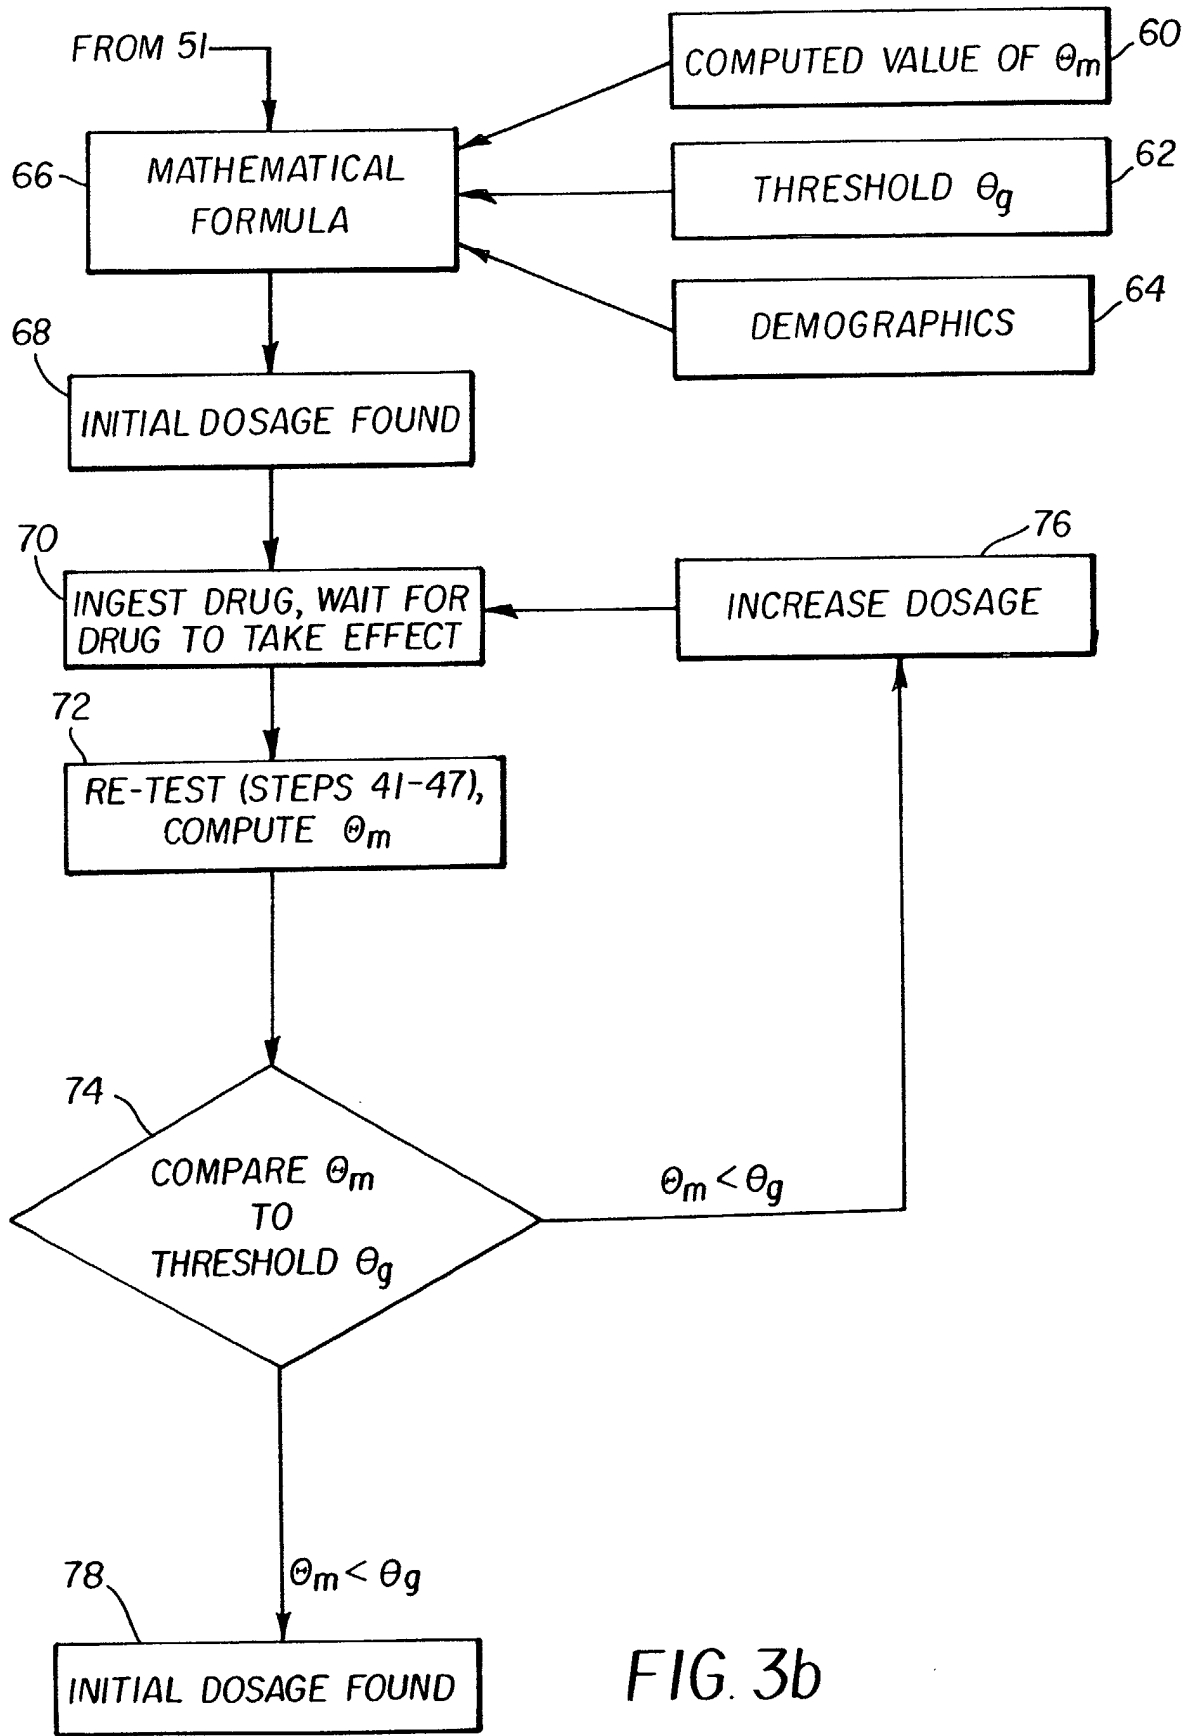 FROM 51
COMPUTED VALUE OF Θm
60
66
MATHEMATICAL
FORMULA
THRESHOLD θg
62
DEMOGRAPHICS
64
68
INITIAL DOSAGE FOUND
70
INGEST DRUG, WAIT FOR
DRUG TO TAKE EFFECT
76
INCREASE DOSAGE
72
RE-TEST (STEPS 41-47),
COMPUTE Θm
74
COMPARE Θm
TO
THRESHOLD θg
Θm < θg
Θm < θg
78
INITIAL DOSAGE FOUND
FIG. 3b